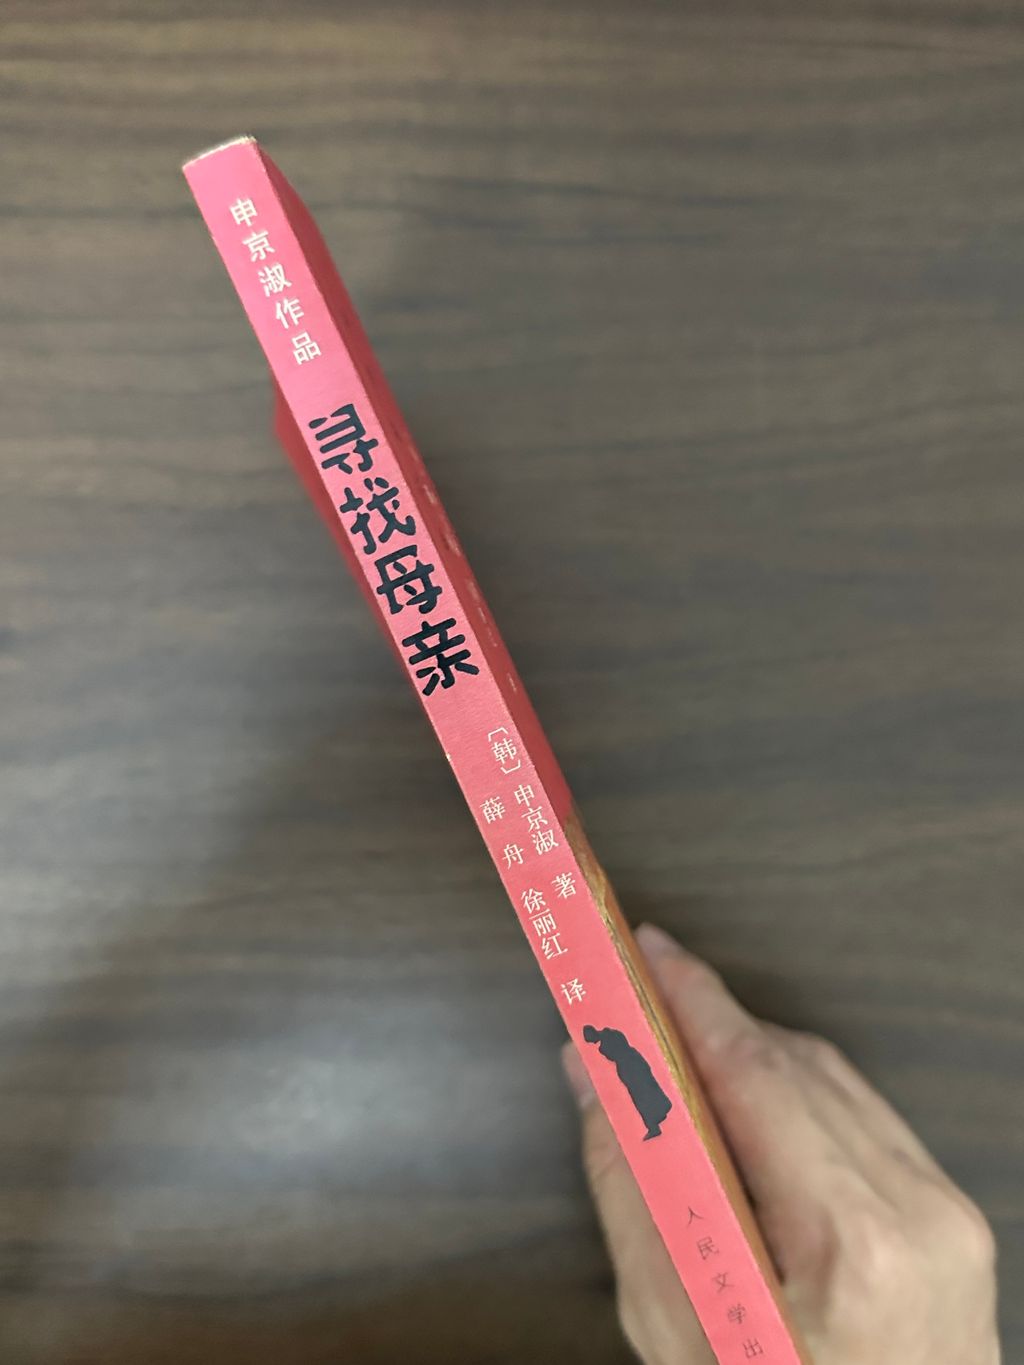 申京淑作品
寻找母亲
〔韩〕申京淑 著
薛舟 徐丽红 译
人民文学出